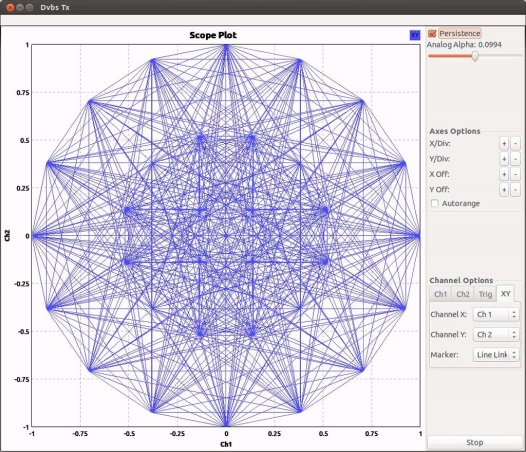 Dvbs Tx
Scope Plot
XY
Persistence
Analog Alpha: 0.0994
1
0.75
0.5
0.25
0
-0.25
-0.5
-0.75
-1
Ch2
-1
-0.75
-0.5
-0.25
0
0.25
0.5
0.75
1
Ch1
Axes Options
X/Div: + -
Y/Div: + -
X Off: + -
Y Off: + -
Autorange
Channel Options
Ch1 Ch2 Trig XY
Channel X: Ch 1
Channel Y: Ch 2
Marker: Line Link
Stop